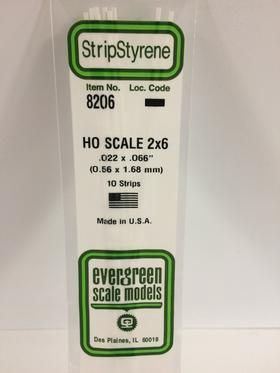 StripStyrene
Item No. Loc. Code
8206
HO SCALE 2x6
.022 x .066"
(0.56 x 1.68 mm)
10 Strips
Made in U.S.A.
evergreen
scale models
Des Plaines, IL 60018